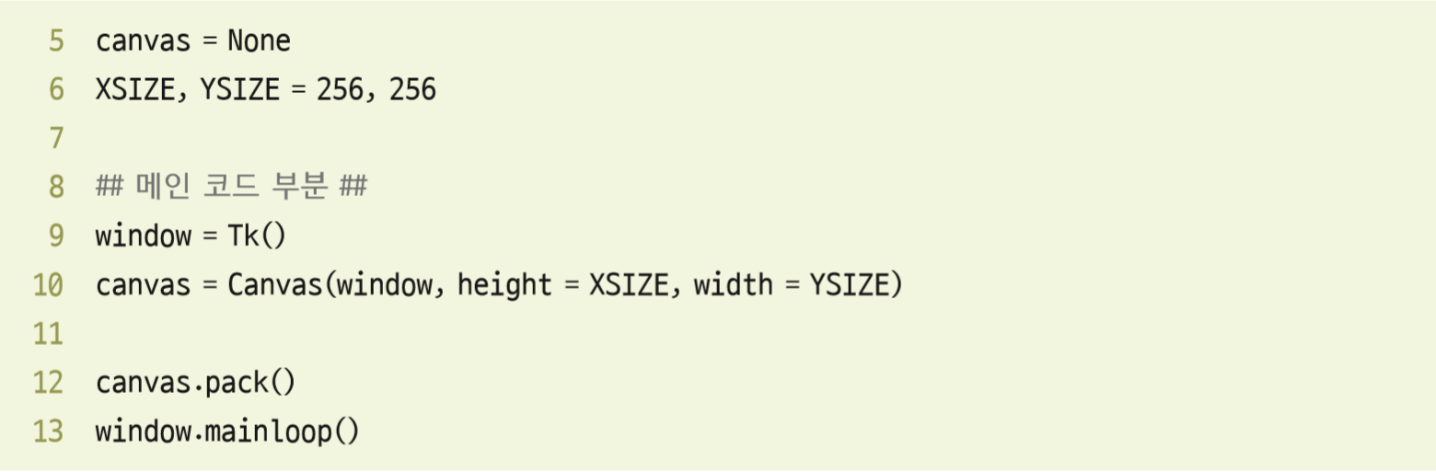 5 canvas = None
6 XSIZE, YSIZE = 256, 256
7
8 ## 메인 코드 부분 ##
9 window = Tk()
10 canvas = Canvas(window, height = XSIZE, width = YSIZE)
11
12 canvas.pack()
13 window.mainloop()